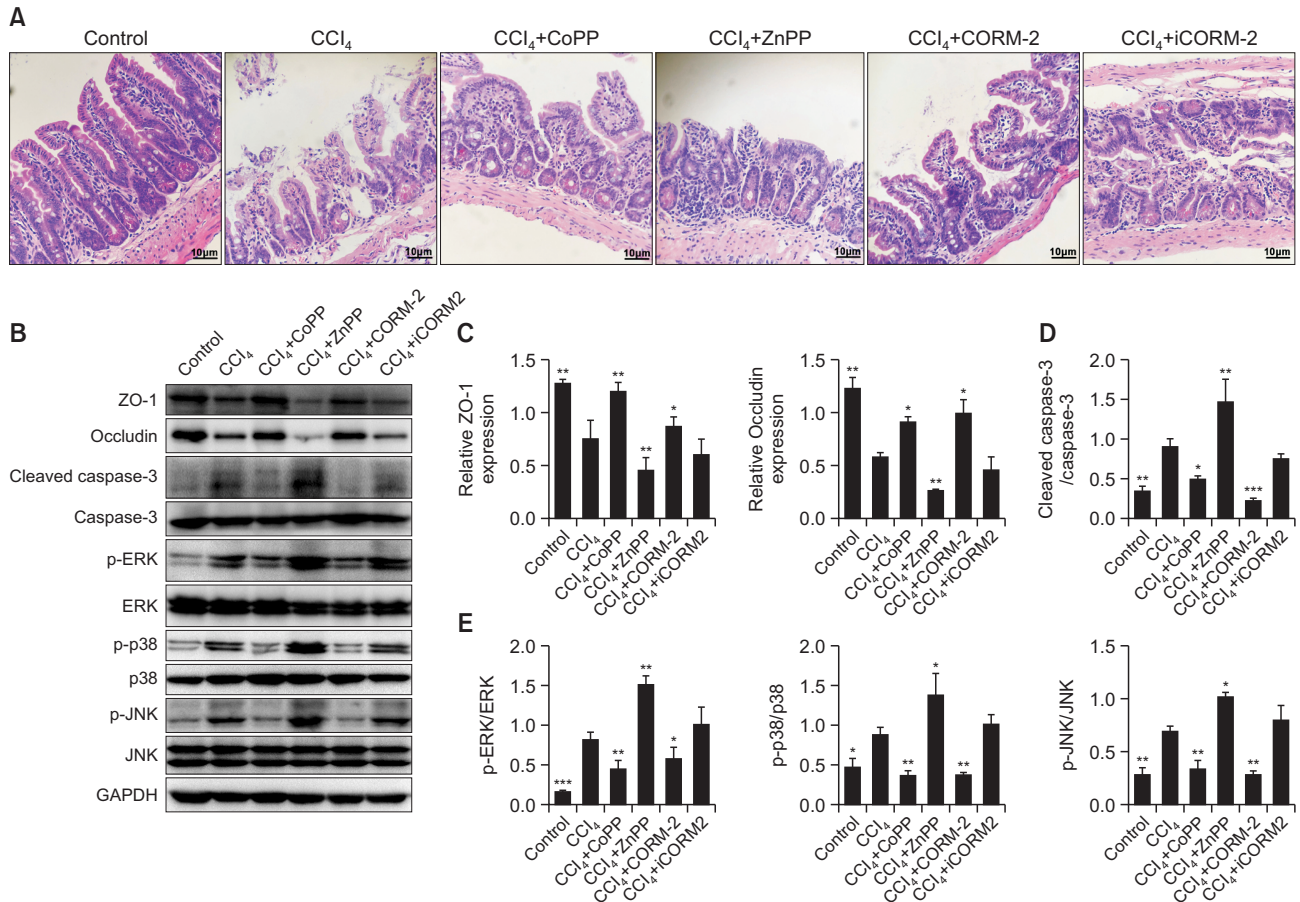 A
Control
CCl₄
CCl₄+CoPP
CCl₄+ZnPP
CCl₄+CORM-2
CCl₄+iCORM-2
10μm
10μm
10μm
10μm
10μm
10μm
B
Control
CCl₄
CCl₄+CoPP
CCl₄+ZnPP
CCl₄+CORM-2
CCl₄+iCORM2
ZO-1
Occludin
Cleaved caspase-3
Caspase-3
p-ERK
ERK
p-p38
p38
p-JNK
JNK
GAPDH
C
Relative ZO-1
expression
1.5
1.0
0.5
0.0
**
**
**
*
Control
CCl₄
CCl₄+CoPP
CCl₄+ZnPP
CCl₄+CORM-2
CCl₄+iCORM2
Relative Occludin
expression
1.5
1.0
0.5
0.0
**
*
**
*
Control
CCl₄
CCl₄+CoPP
CCl₄+ZnPP
CCl₄+CORM-2
CCl₄+iCORM2
D
Cleaved caspase-3
/caspase-3
2.0
1.5
1.0
0.5
0.0
**
*
**
***
Control
CCl₄
CCl₄+CoPP
CCl₄+ZnPP
CCl₄+CORM-2
CCl₄+iCORM2
E
p-ERK/ERK
2.0
1.5
1.0
0.5
0.0
***
**
**
*
Control
CCl₄
CCl₄+CoPP
CCl₄+ZnPP
CCl₄+CORM-2
CCl₄+iCORM2
p-p38/p38
2.0
1.5
1.0
0.5
0.0
*
**
*
**
Control
CCl₄
CCl₄+CoPP
CCl₄+ZnPP
CCl₄+CORM-2
CCl₄+iCORM2
p-JNK/JNK
1.5
1.0
0.5
0.0
**
**
*
**
Control
CCl₄
CCl₄+CoPP
CCl₄+ZnPP
CCl₄+CORM-2
CCl₄+iCORM2